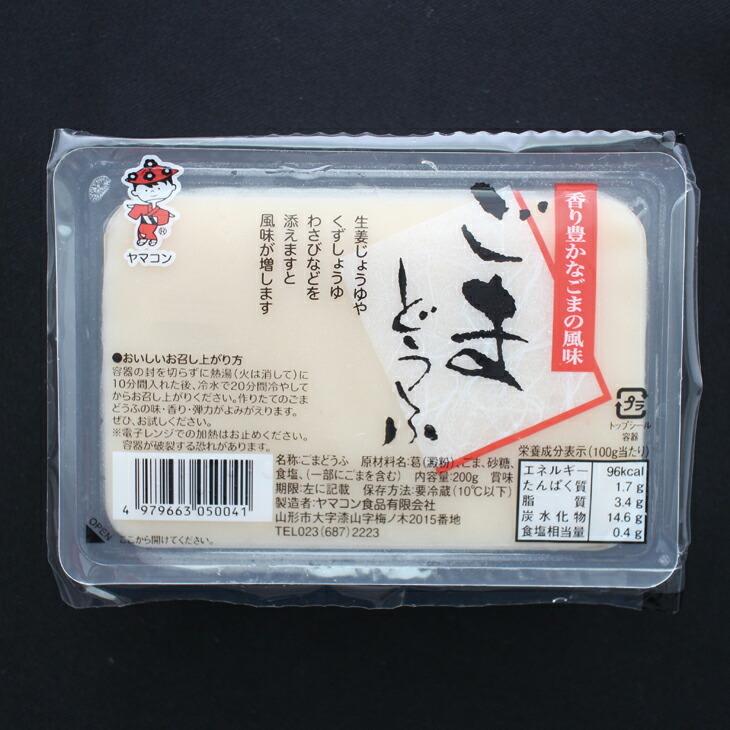 香り豊かなごまの風味
ごま
どうふ
生姜じょうゆや
くずしょうゆ
わさびなどを
添えますと
風味が増します
®
ヤマコン
●おいしいお召し上がり方
容器の封を切らずに熱湯(火は消して)に
10分間入れた後、冷水で20分間冷やして
からお召し上がりください。作りたてのごま
どうふの味・香り・弾力がよみがえります。
ぜひ、お試しください。
※電子レンジでの加熱はお止めください。
容器が破裂する恐れがあります。
プラ
トップシール
容器
名称:ごまどうふ 原材料名:葛(澱粉)、ごま、砂糖、
食塩、(一部にごまを含む) 内容量:200g 賞味
期限:左に記載 保存方法:要冷蔵(10℃以下)
製造者:ヤマコン食品有限会社
山形市大字漆山字梅ノ木2015番地
TEL023(687)2223
栄養成分表示(100g当たり)
エネルギー 96kcal
たんぱく質 1.7g
脂質 3.4g
炭水化物 14.6g
食塩相当量 0.4g
4 979663 050041
OPEN
ここから開けてください。